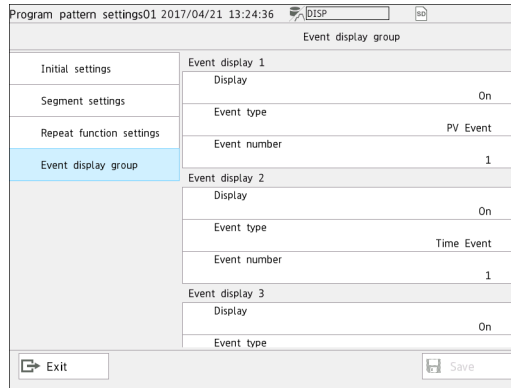 Program pattern settings01 2017/04/21 13:24:36 DISP SD
Event display group
Initial settings
Segment settings
Repeat function settings
Event display group
Event display 1
Display
On
Event type
PV Event
Event number
1
Event display 2
Display
On
Event type
Time Event
Event number
1
Event display 3
Display
On
Event type
Exit
Save